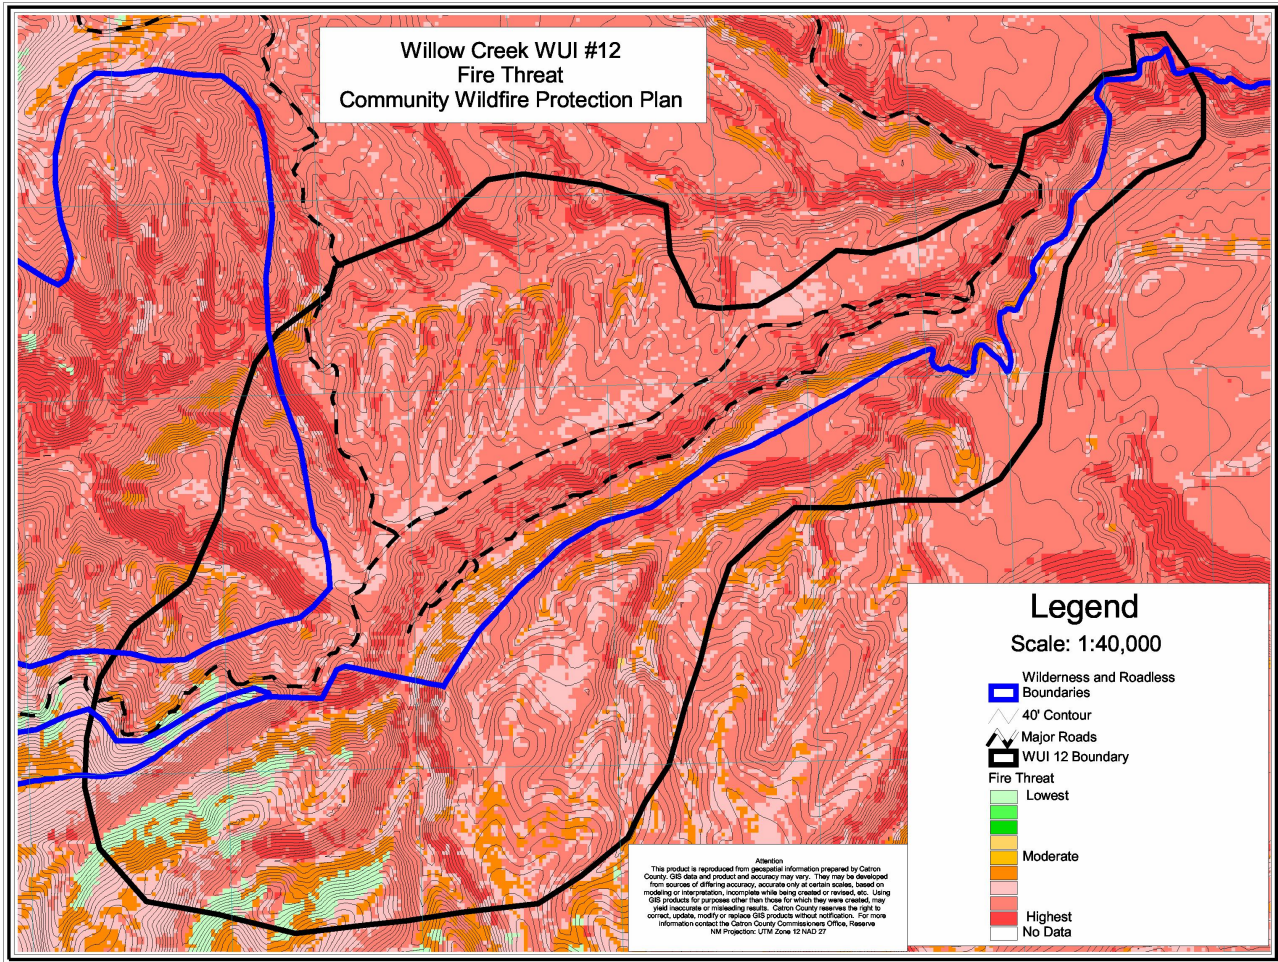 Willow Creek WUI #12
Fire Threat
Community Wildfire Protection Plan
Legend
Scale: 1:40,000
Wilderness and Roadless
Boundaries
40' Contour
Major Roads
WUI 12 Boundary
Fire Threat
Lowest
Moderate
Highest
No Data
Attention
This product is reproduced from geospatial information prepared by Catron
County. GIS data and product and accuracy may vary. They may be developed
from sources of differing accuracy, accurate only at certain scales, based on
modeling or interpretation, incomplete while being created or revised, etc. Using
GIS products for purposes other than those for which they were created, may
yield inaccurate or misleading results. Catron County reserves the right to
correct, update, modify or replace GIS products without notification. For more
information contact the Catron County Commissioners Office, Reserve
NM Projection: UTM Zone 12 NAD 27